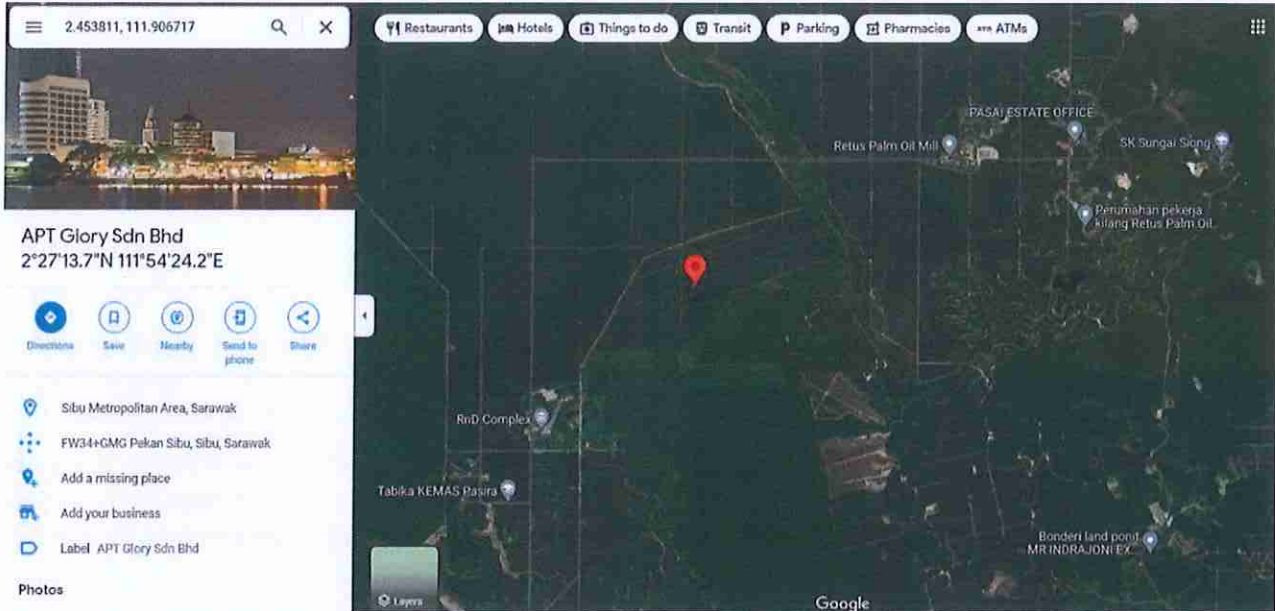 2.453811, 111.906717
Restaurants
Hotels
Things to do
Transit
P Parking
Pharmacies
ATM ATMs
APT Glory Sdn Bhd
2°27'13.7"N 111°54'24.2"E
Directions
Save
Nearby
Send to
phone
Share
Sibu Metropolitan Area, Sarawak
FW34+GMG Pekan Sibu, Sibu, Sarawak
Add a missing place
Add your business
Label APT Glory Sdn Bhd
Photos
PASAI ESTATE OFFICE
Retus Palm Oil Mill
SK Sungai Siong
Perumahan pekerja
kilang Retus Palm Oil
RnD Complex
Tabika KEMAS Pasira
Bonderi land ponit
MR INDRAJONI EX...
Layers
Google